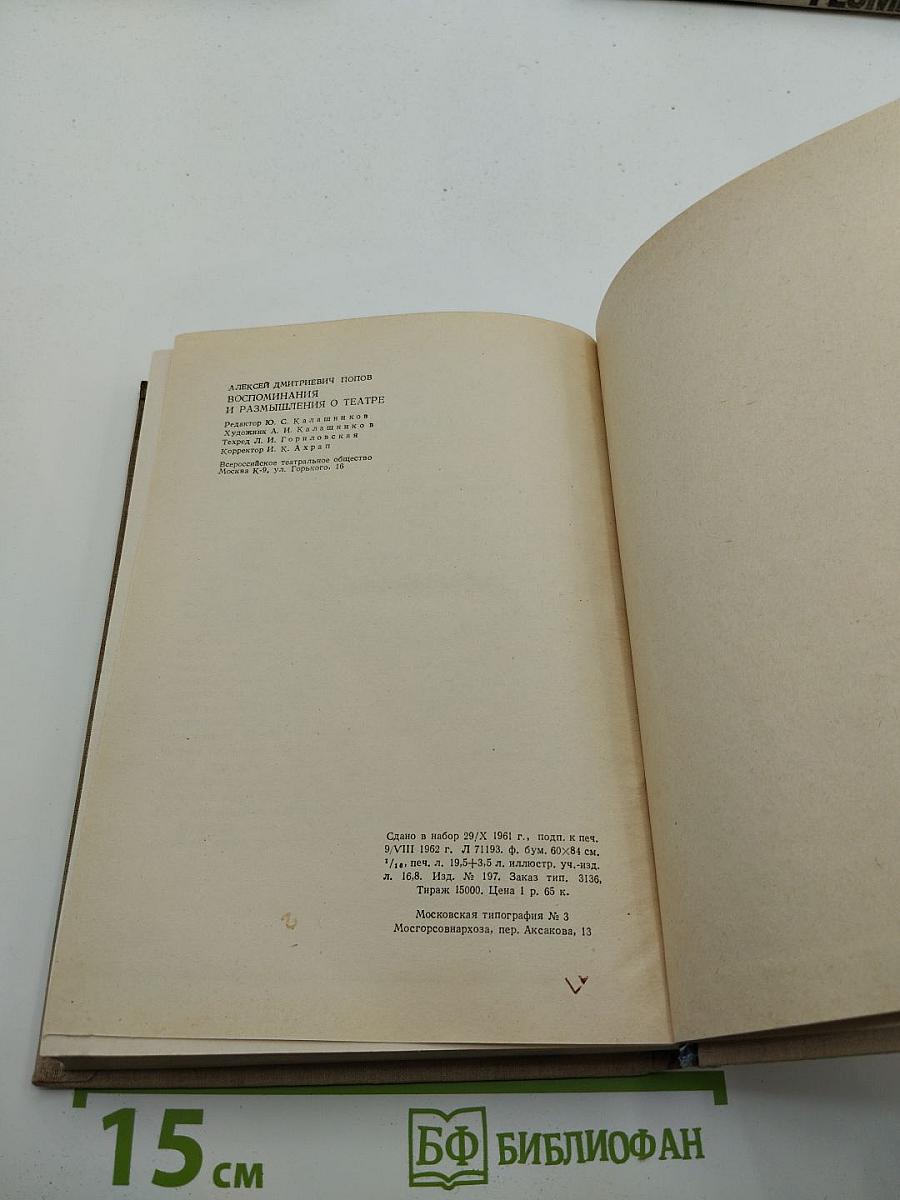 АЛЕКСЕЙ ДМИТРИЕВИЧ ПОПОВ
ВОСПОМИНАНИЯ
И РАЗМЫШЛЕНИЯ О ТЕАТРЕ
Редактор Ю. С. Калашников
Художник А. И. Калашников
Техред Л. И. Гориловская
Корректор И. К. Ахрап
Всероссийское театральное общество
Москва К-9, ул. Горького, 16
Сдано в набор 29/X 1961 г., подп. к печ.
9/VIII 1962 г. Л 71193. ф. бум. 60×84 см.
1/16, печ. л. 19,5+3,5 л. иллюстр. уч.-изд.
л. 16,8. Изд. № 197. Заказ тип. 3136.
Тираж 15000. Цена 1 р. 65 к.
Московская типография № 3
Мосгорсовнархоза, пер. Аксакова, 13
15 см
БФ БИБЛИОФАН